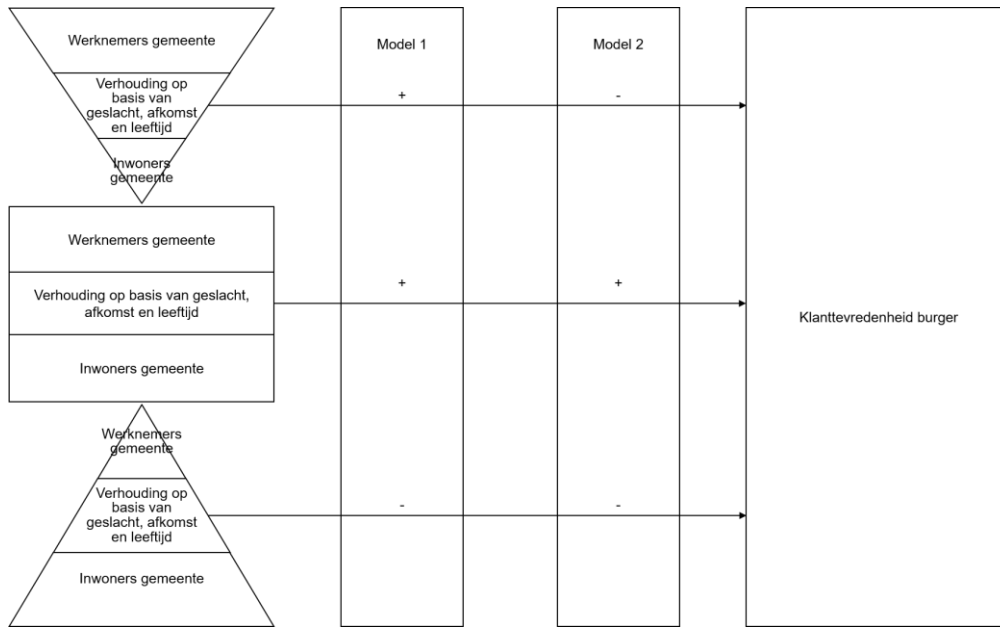 Werknemers gemeente
Verhouding op
basis van
geslacht, afkomst
en leeftijd
Inwoners
gemeente
Model 1
Model 2
+
-
Werknemers gemeente
Verhouding op basis van geslacht,
afkomst en leeftijd
Inwoners gemeente
+
+
Klanttevredenheid burger
Werknemers
gemeente
Verhouding op
basis van
geslacht, afkomst
en leeftijd
Inwoners gemeente
-
-